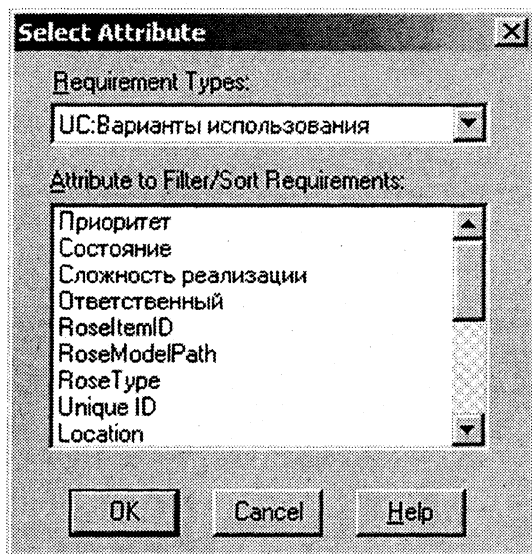 Select Attribute
Requirement Types:
UC:Варианты использования
Attribute to Filter/Sort Requirements:
Приоритет
Состояние
Сложность реализации
Ответственный
RoseItemID
RoseModelPath
RoseType
Unique ID
Location
OK Cancel Help